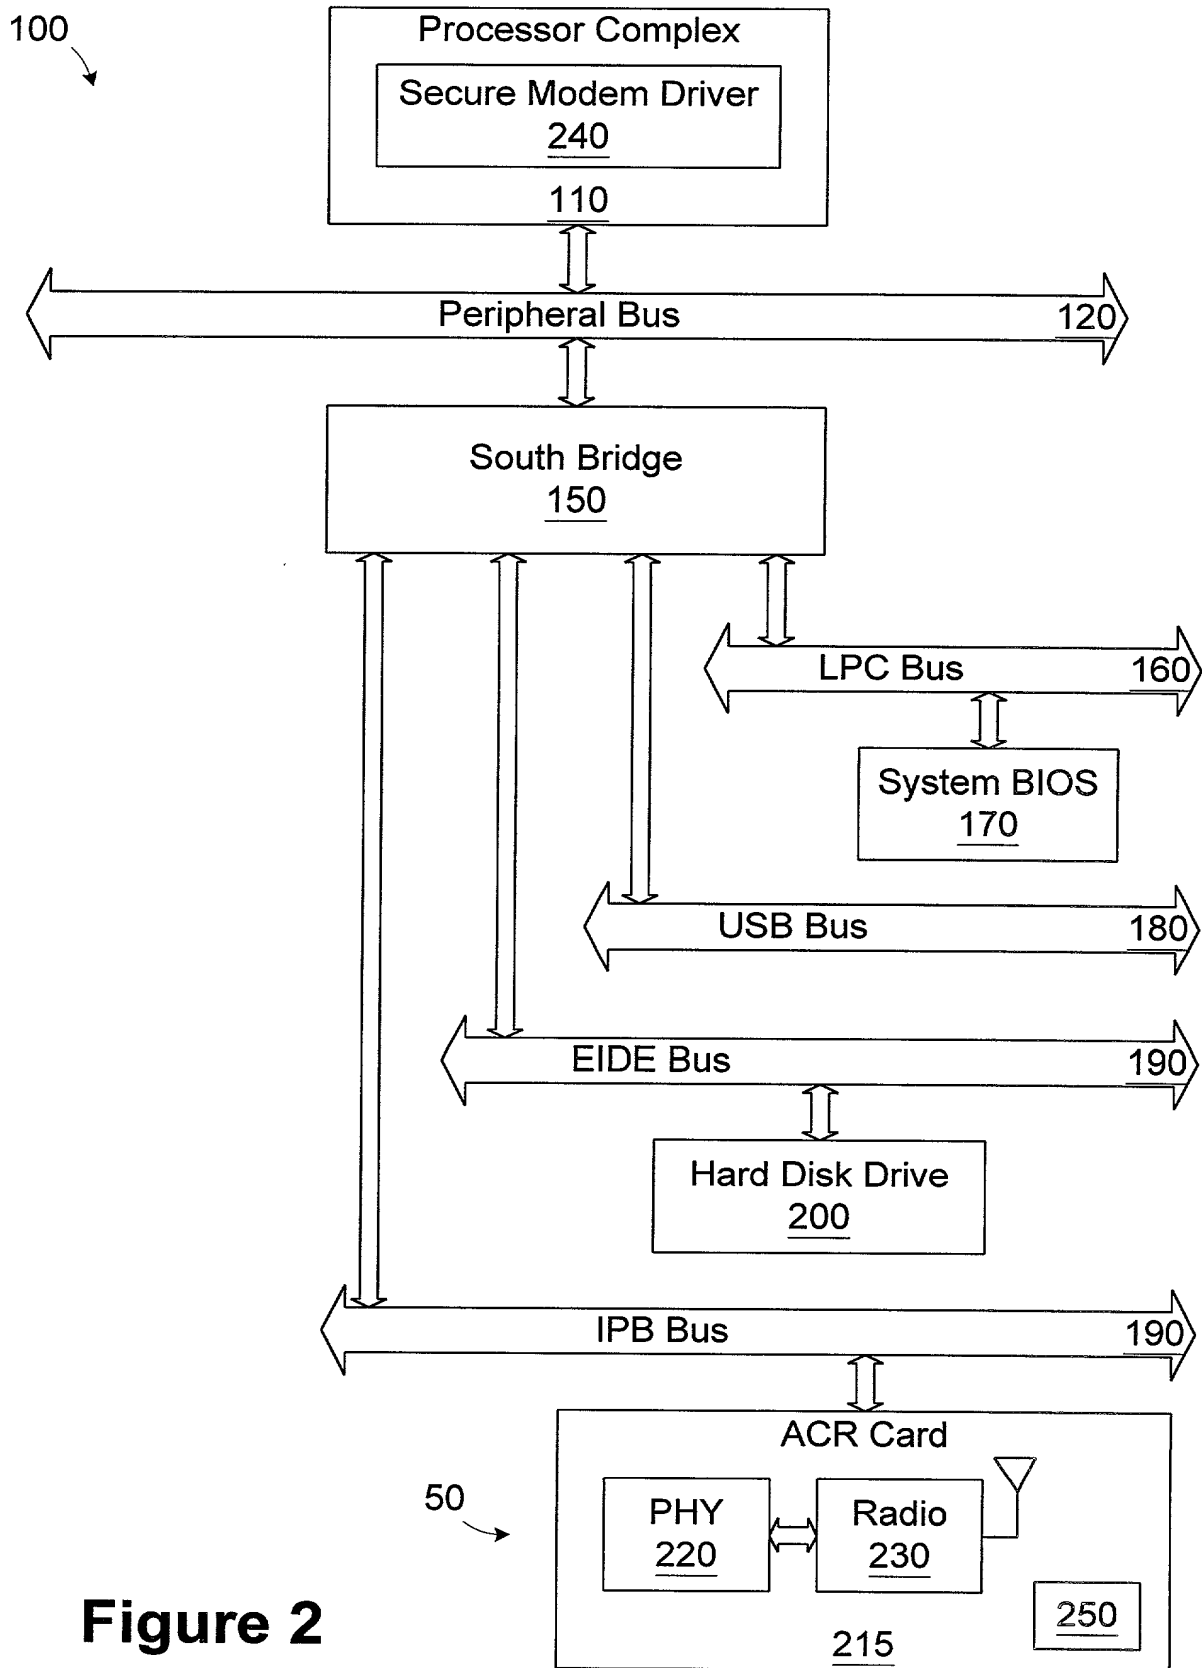 100
Processor Complex
Secure Modem Driver
240
110
Peripheral Bus 120
South Bridge
150
LPC Bus 160
System BIOS
170
USB Bus 180
EIDE Bus 190
Hard Disk Drive
200
IPB Bus 190
ACR Card
50
PHY
220
Radio
230
250
215
Figure 2